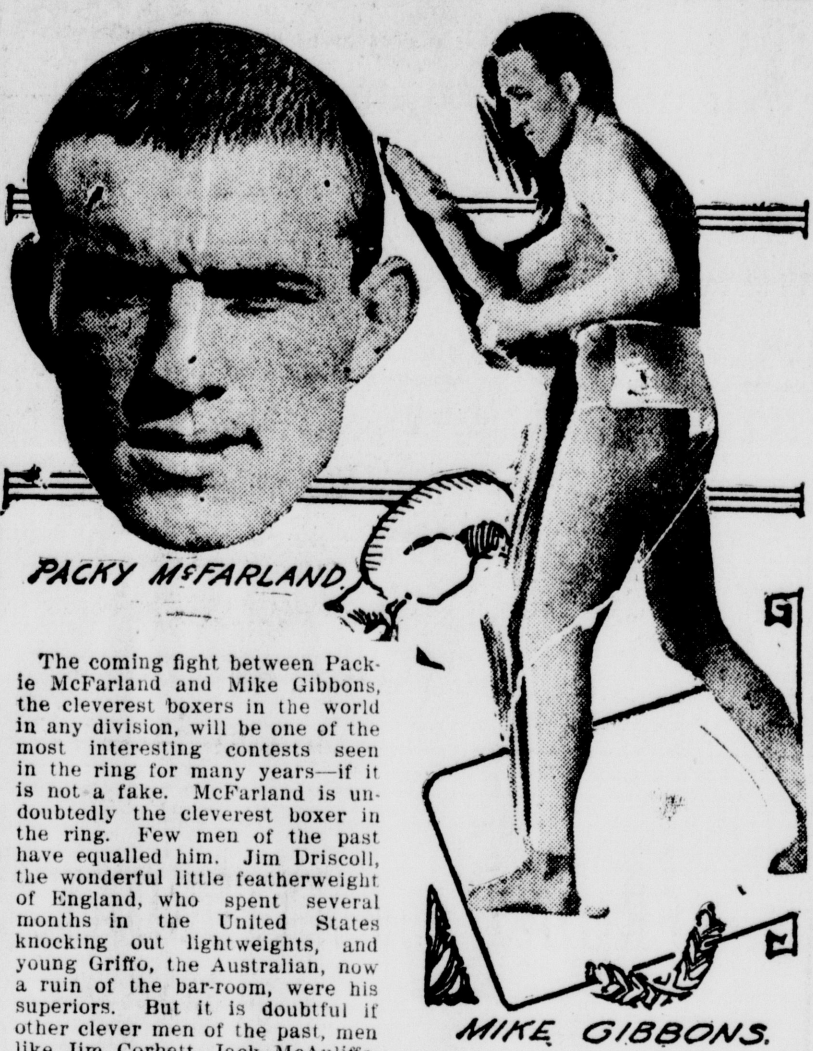 PACKY McFARLAND
The coming fight between Pack-
ie McFarland and Mike Gibbons,
the cleverest boxers in the world
in any division, will be one of the
most interesting contests seen
in the ring for many years—if it
is not a fake. McFarland is un-
doubtedly the cleverest boxer in
the ring. Few men of the past
have equalled him. Jim Driscoll,
the wonderful little featherweight
of England, who spent several
months in the United States
knocking out lightweights, and
young Griffo, the Australian, now
a ruin of the bar-room, were his
superiors. But it is doubtful if
other clever men of the past, men
like Jim Corbett, Jack McAuliffe
MIKE GIBBONS.